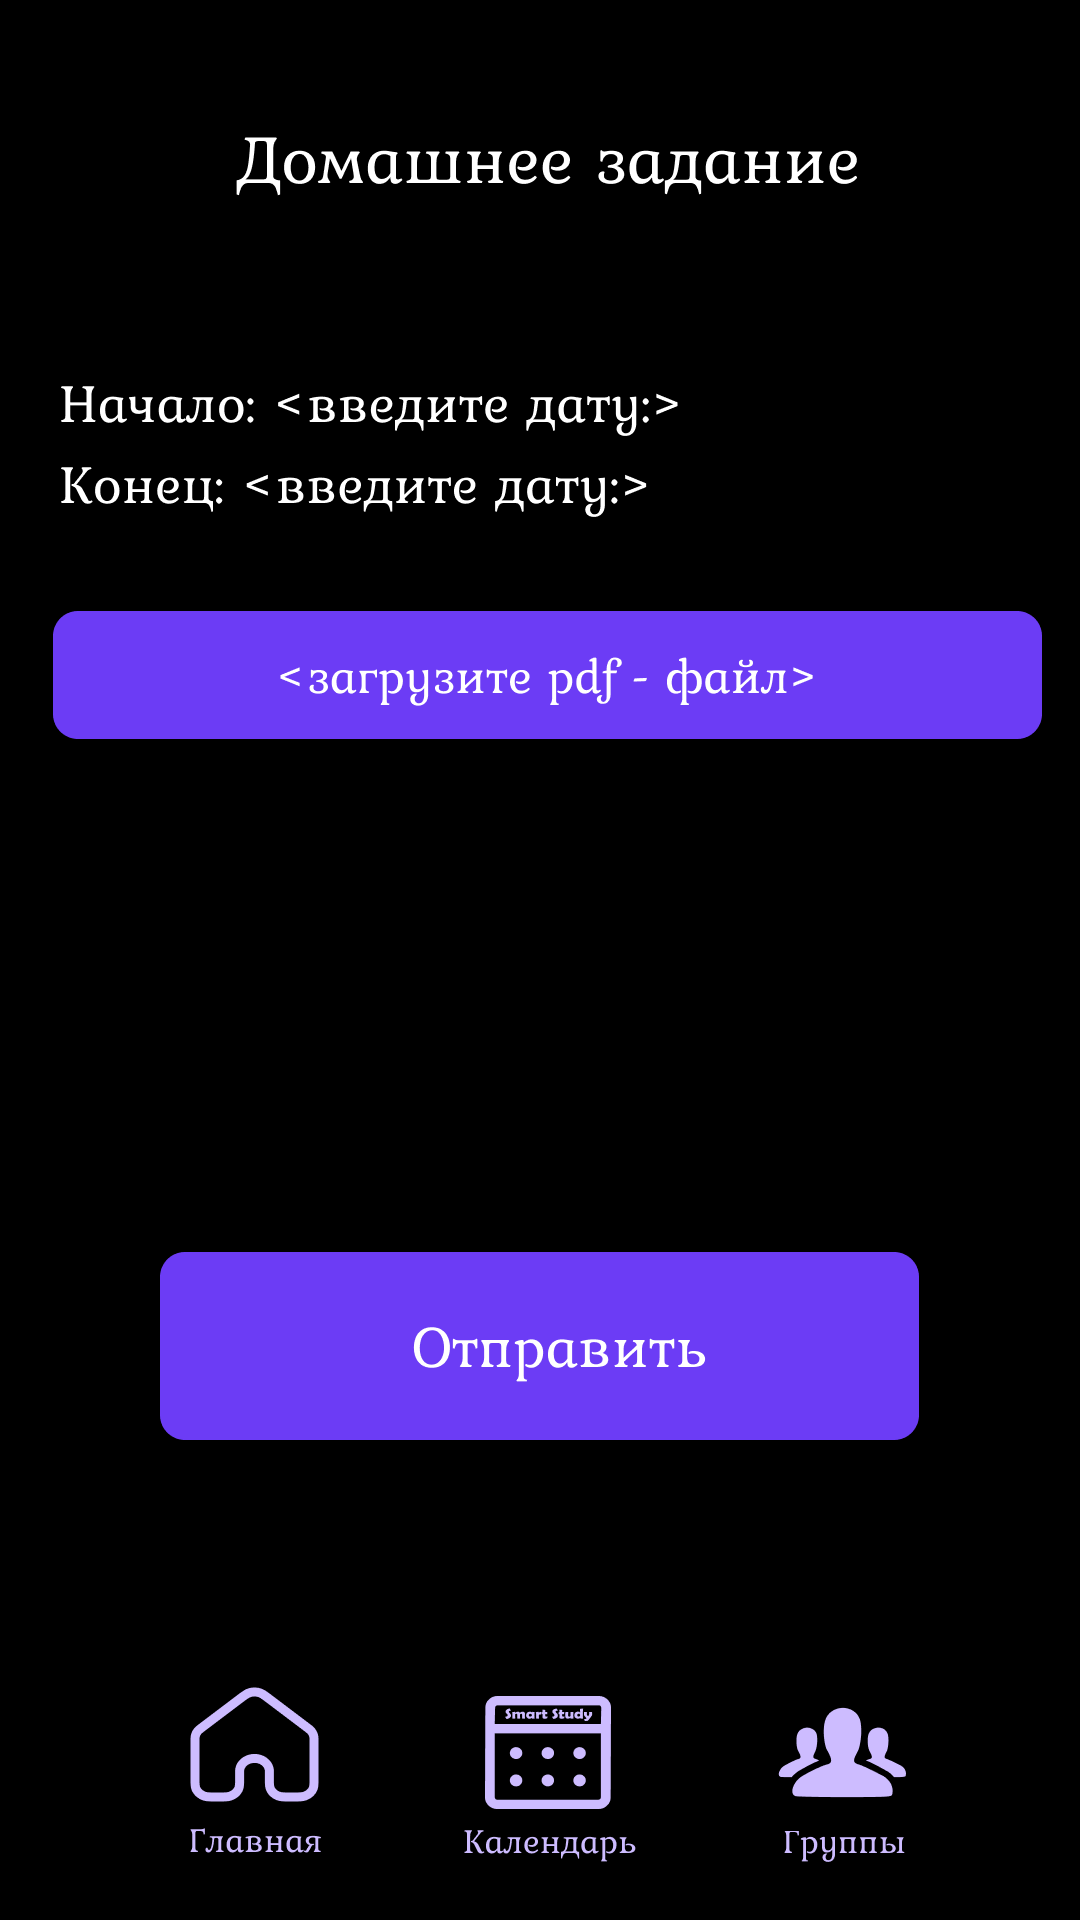 Домашнее задание
Начало: <введите дату:>
Конец: <введите дату:>
<загрузите pdf - файл>
Отправить
Smart Study
Главная
Календарь
Группы